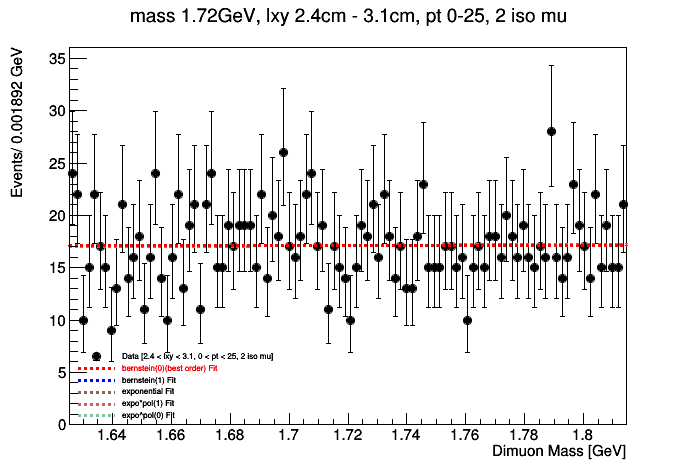 mass 1.72GeV, lxy 2.4cm - 3.1cm, pt 0-25, 2 iso mu
Events/ 0.001892 GeV
35
30
25
20
15
10
5
0
Data [2.4 < lxy < 3.1, 0 < pt < 25, 2 iso mu]
bernstein(0)(best order) Fit
bernstein(1) Fit
exponential Fit
expo*pol(1) Fit
expo^pol(0) Fit
1.64 1.66 1.68 1.7 1.72 1.74 1.76 1.78 1.8
Dimuon Mass [GeV]